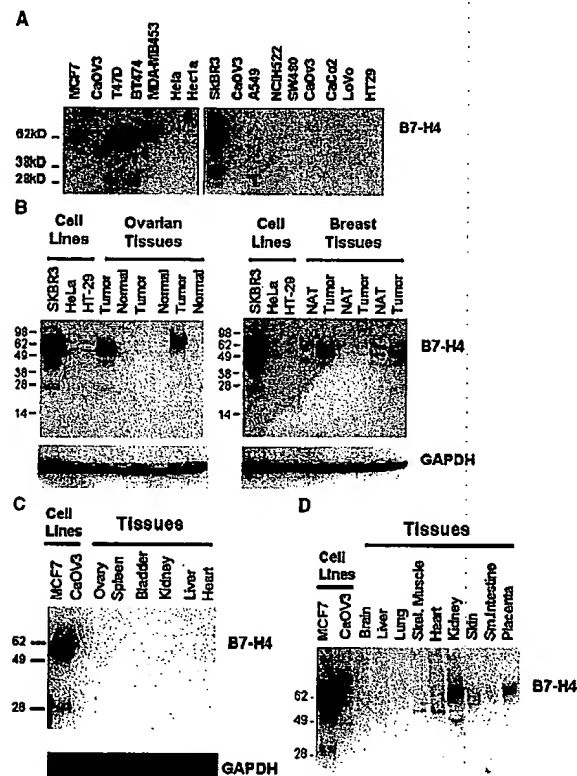 A
MCF7 CaOV3 T47D BT474 MDA-MB453 Hela Hec1a SkBR3 CaOV3 A549 NCIH522 SW480 CaOv3 CaCo2 LoVo HT29
B7-H4
62kD
38kD
28kD
B
Cell Lines
Ovarian Tissues
SKBR3 HeLa HT-29 Tumor Normal Tumor Normal Tumor Normal
98
62
49
38
28
14
Cell Lines
Breast Tissues
SKBR3 HeLa HT-29 NAT Tumor NAT Tumor NAT Tumor
98
62
49
38
28
14
B7-H4
GAPDH
C
Cell Lines
Tissues
MCF7 CaOV3 Ovary Spleen Bladder Kidney Liver Heart
62
49
28
B7-H4
GAPDH
D
Tissues
Cell Lines
MCF7 CaOV3 Brain Liver Lung Skel. Muscle Heart Kidney Skin Sm.Intestine Placenta
62
49
28
B7-H4